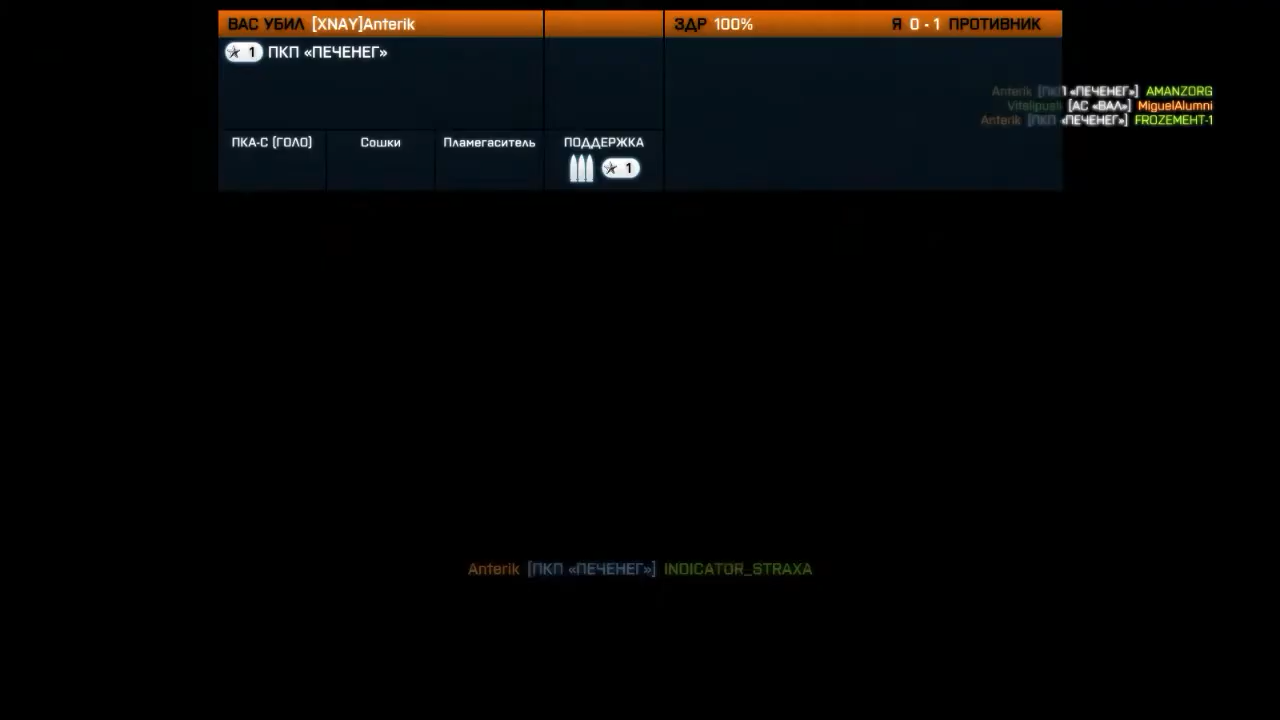 ВАС УБИЛ [XNAY]Anterik ЗДР 100% Я 0 - 1 ПРОТИВНИК
1 ПКП «ПЕЧЕНЕГ»
Anterik [ПКП «ПЕЧЕНЕГ»] AMANZORG
Vitalipusli [АС «ВАЛ»] MiguelAlumni
Anterik [ПКП «ПЕЧЕНЕГ»] FROZEMEHT-1
ПКА-С (ГОЛО) Сошки Пламегаситель ПОДДЕРЖКА
1
Anterik [ПКП «ПЕЧЕНЕГ»] INDICATOR_STRAXA